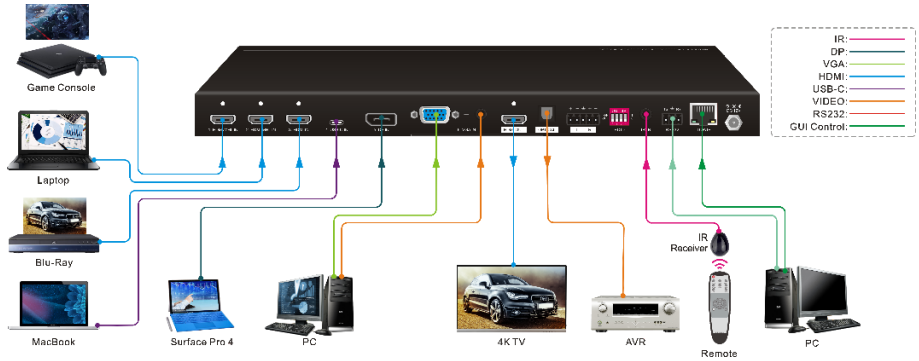 Game Console
Laptop
Blu-Ray
MacBook
Surface Pro 4
PC
4K TV
AVR
IR
Receiver
Remote
PC
IR:
DP:
VGA:
HDMI:
USB-C:
VIDEO:
RS232:
GUI Control: